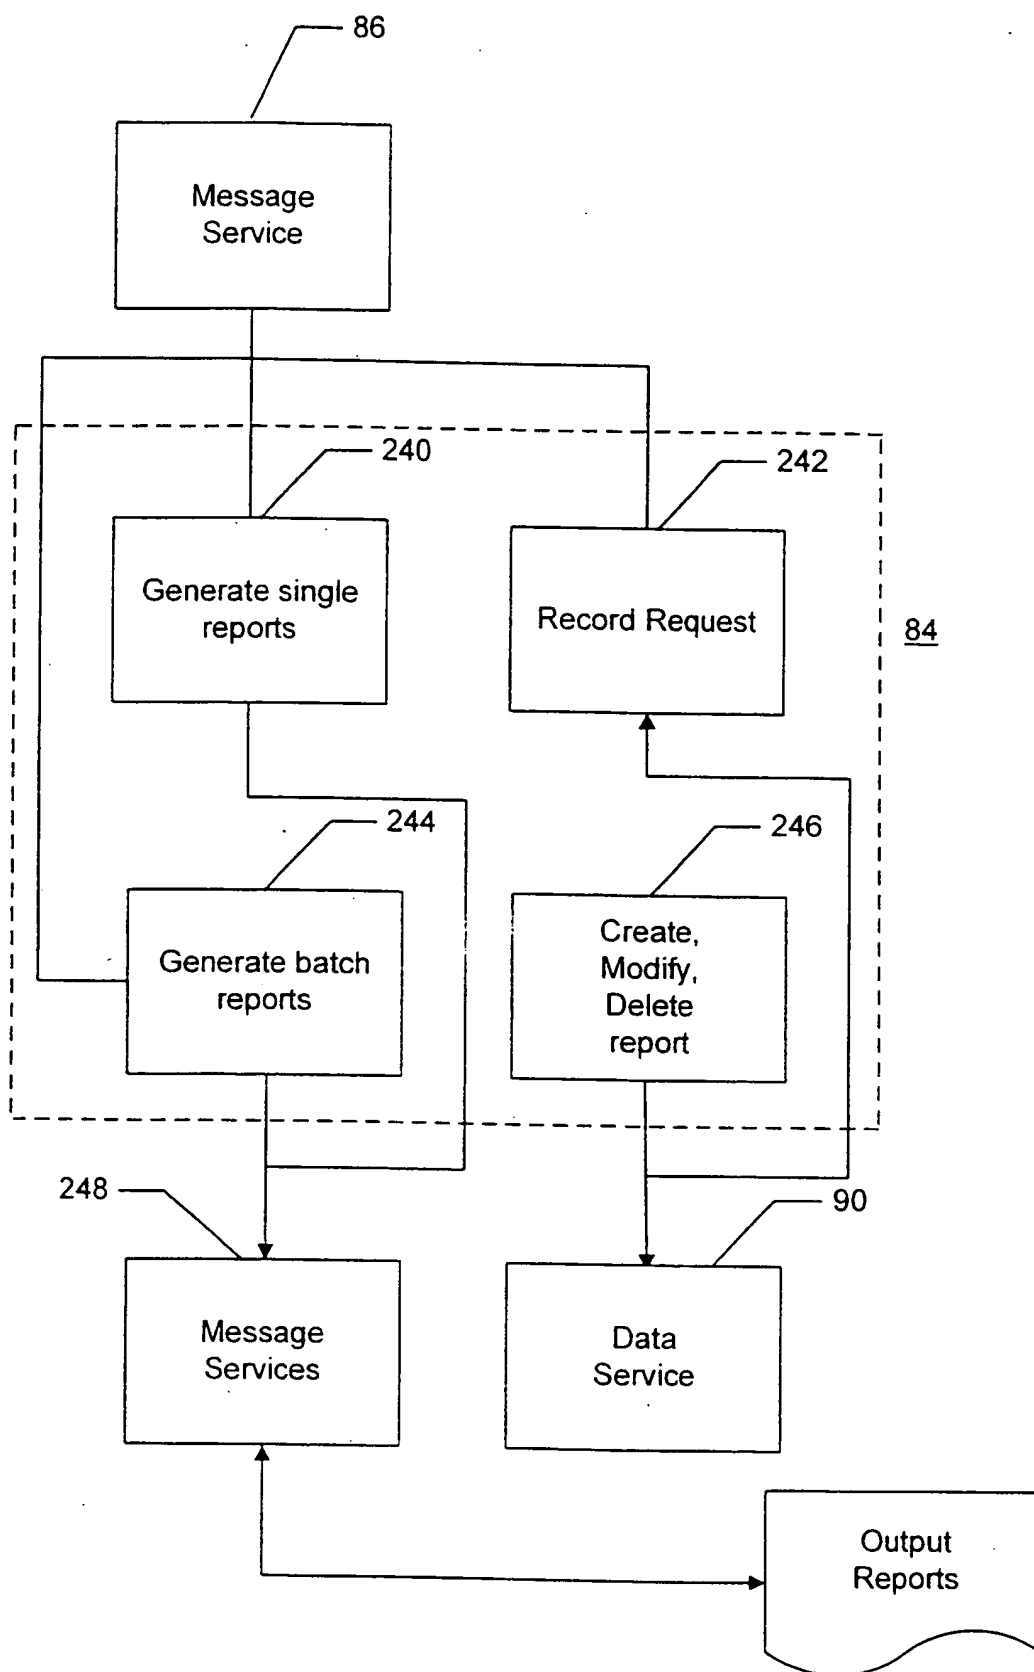 86
Message
Service
240
242
Generate single
reports
Record Request
84
244
246
Generate batch
reports
Create,
Modify,
Delete
report
248
90
Message
Services
Data
Service
Output
Reports